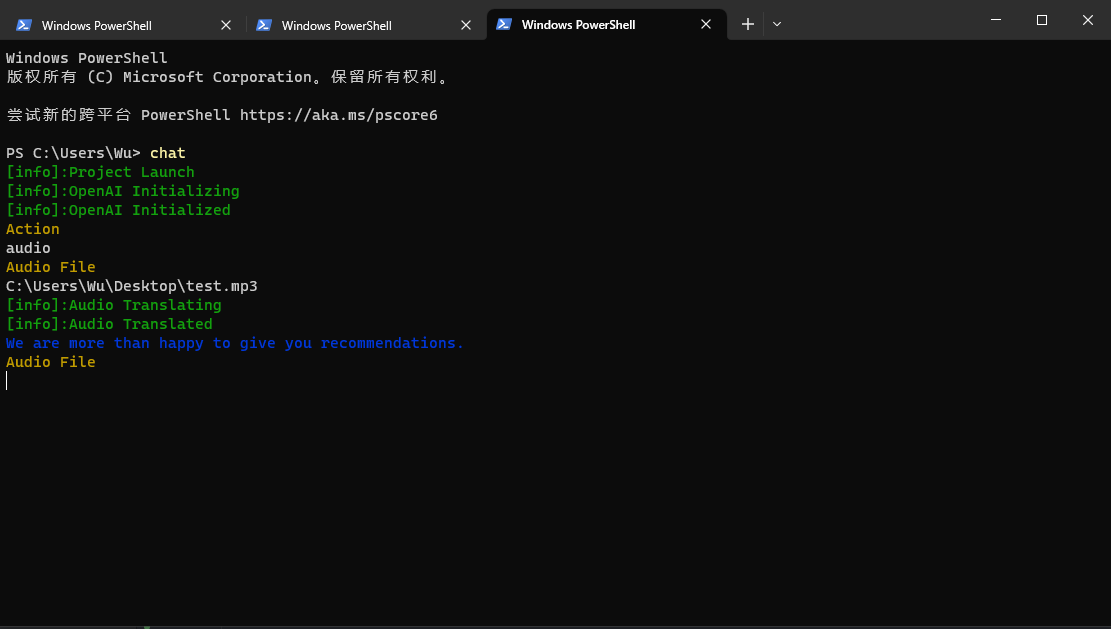 Windows PowerShell
Windows PowerShell
Windows PowerShell
Windows PowerShell
版权所有 (C) Microsoft Corporation。保留所有权利。
尝试新的跨平台 PowerShell https://aka.ms/pscore6
PS C:\Users\Wu> chat
[info]:Project Launch
[info]:OpenAI Initializing
[info]:OpenAI Initialized
Action
audio
Audio File
C:\Users\Wu\Desktop\test.mp3
[info]:Audio Translating
[info]:Audio Translated
We are more than happy to give you recommendations.
Audio File